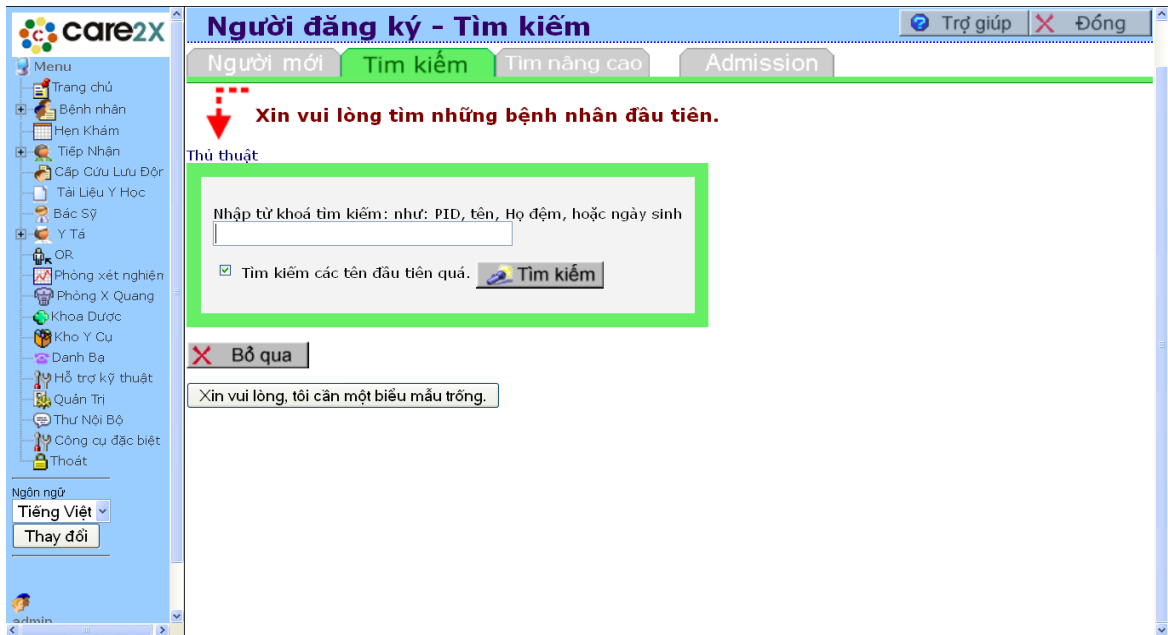 care2x
Menu
Trang chủ
Bệnh nhân
Hẹn Khám
Tiếp Nhận
Cấp Cứu Lưu Độn
Tài Liệu Y Học
Bác Sỹ
Y Tá
OR
Phòng xét nghiện
Phòng X Quang
Khoa Dược
Kho Y Cụ
Danh Bạ
Hỗ trợ kỹ thuật
Quản Trị
Thư Nội Bộ
Công cụ đặc biệt
Thoát
Ngôn ngữ
Tiếng Việt
Thay đổi
admin
Người đăng ký - Tìm kiếm
Trợ giúp
Đóng
Người mới
Tìm kiếm
Tìm nâng cao
Admission
Xin vui lòng tìm những bệnh nhân đầu tiên.
Thủ thuật
Nhập từ khoá tìm kiếm: như: PID, tên, Họ đệm, hoặc ngày sinh
Tìm kiếm các tên đầu tiên quá.
Tìm kiếm
Bỏ qua
Xin vui lòng, tôi cần một biểu mẫu trống.